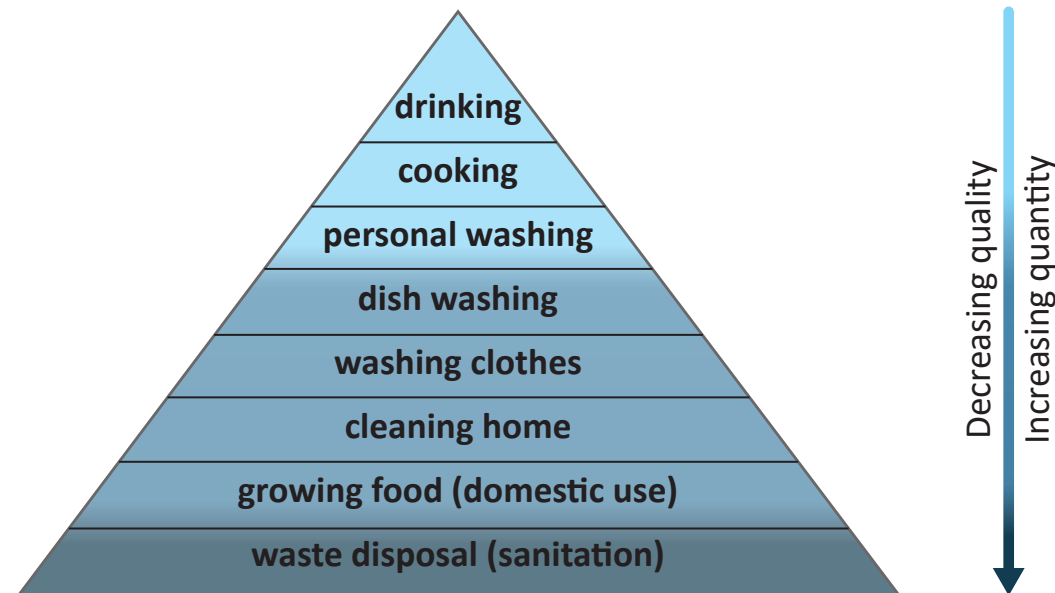 drinking
cooking
personal washing
dish washing
washing clothes
cleaning home
growing food (domestic use)
waste disposal (sanitation)
Decreasing quality
Increasing quantity